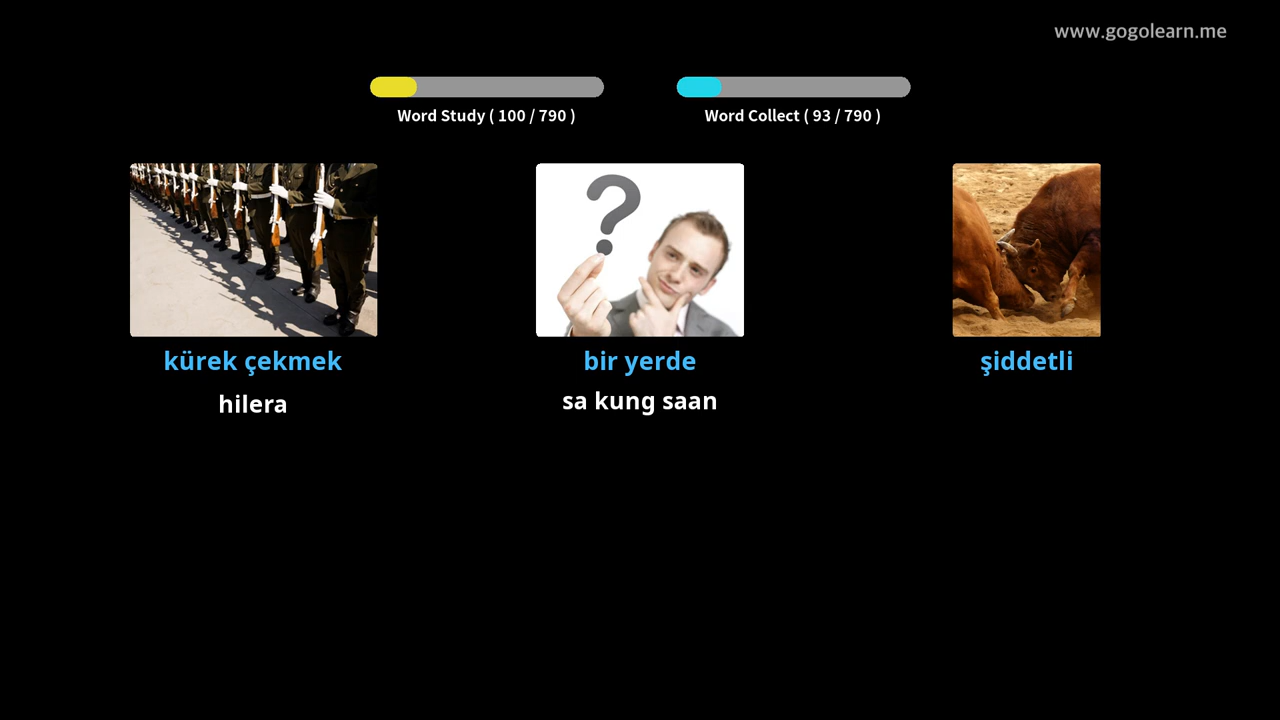 www.gogolearn.me
Word Study ( 100 / 790 )
Word Collect ( 93 / 790 )
kürek çekmek
hilera
bir yerde
sa kung saan
şiddetli